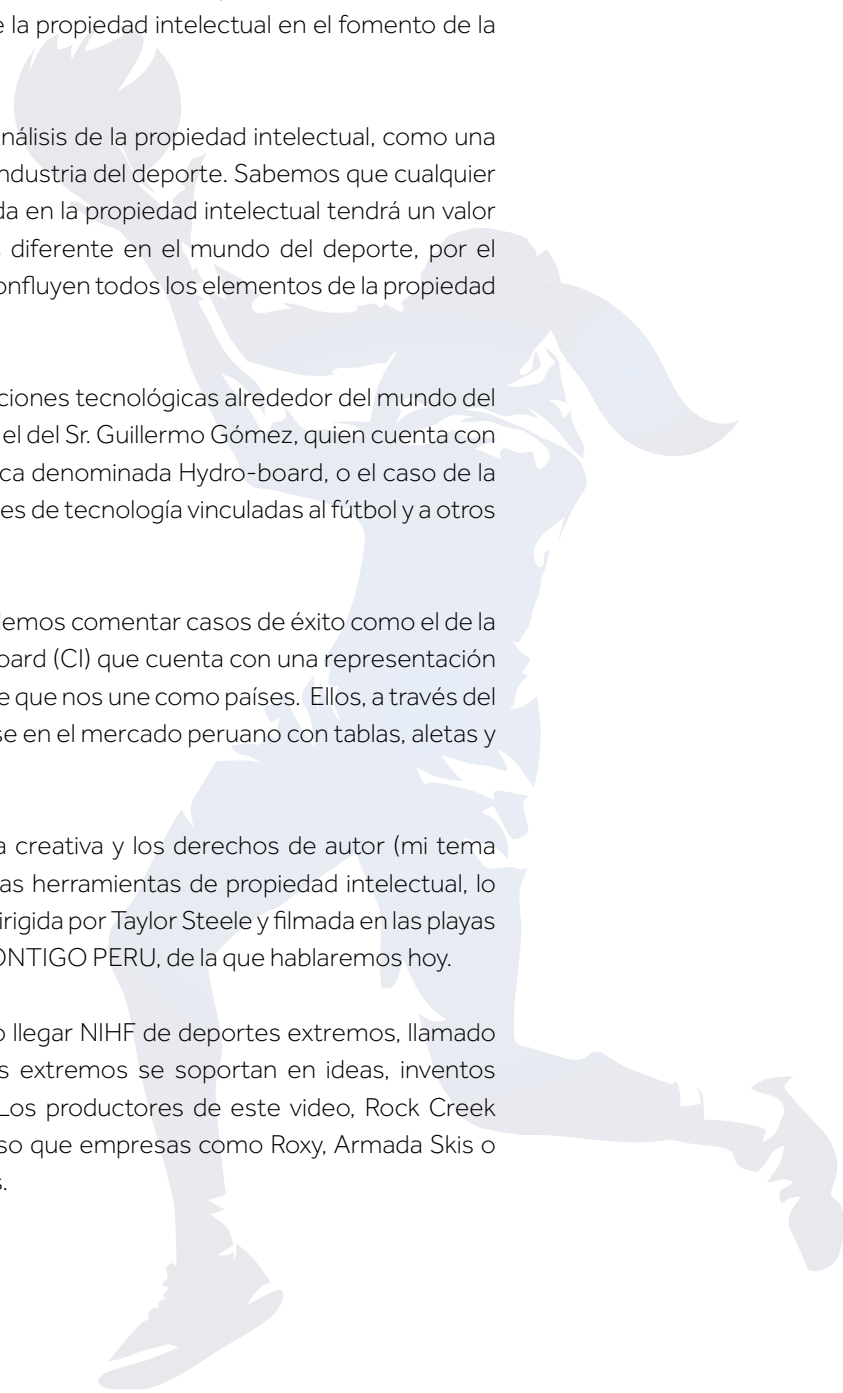 e la propiedad intelectual en el fomento de la
nálisis de la propiedad intelectual, como una
ndustria del deporte. Sabemos que cualquier
da en la propiedad intelectual tendrá un valor
diferente en el mundo del deporte, por el
onfluyen todos los elementos de la propiedad
ciones tecnológicas alrededor del mundo del
el del Sr. Guillermo Gómez, quien cuenta con
ca denominada Hydro-board, o el caso de la
es de tecnología vinculadas al fútbol y a otros
demos comentar casos de éxito como el de la
oard (CI) que cuenta con una representación
e que nos une como países. Ellos, a través del
se en el mercado peruano con tablas, aletas y
a creativa y los derechos de autor (mi tema
as herramientas de propiedad intelectual, lo
irigida por Taylor Steele y filmada en las playas
ONTIGO PERU, de la que hablaremos hoy.
o llegar NIHF de deportes extremos, llamado
s extremos se soportan en ideas, inventos
Los productores de este video, Rock Creek
so que empresas como Roxy, Armada Skis o
s.